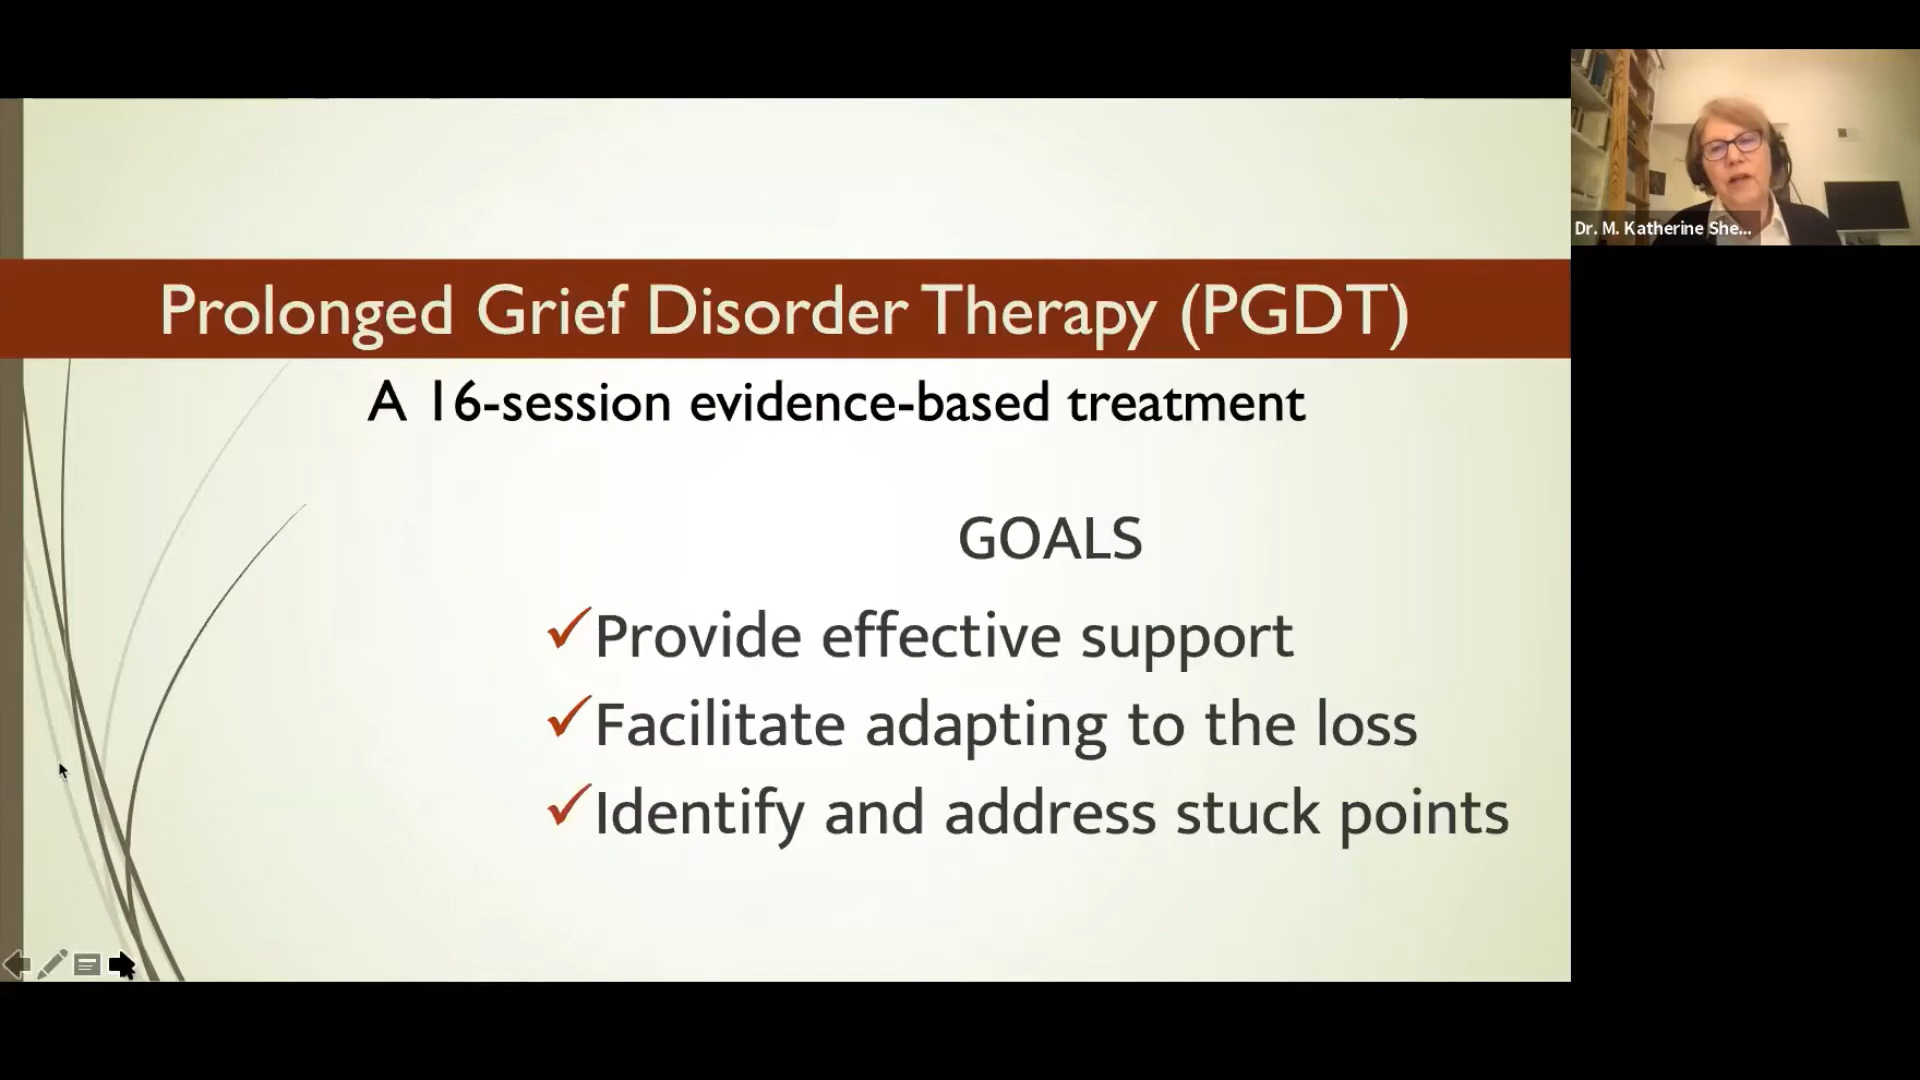 Prolonged Grief Disorder Therapy (PGDT)
A 16-session evidence-based treatment
GOALS
✓Provide effective support
✓Facilitate adapting to the loss
✓Identify and address stuck points
Dr. M. Katherine She...